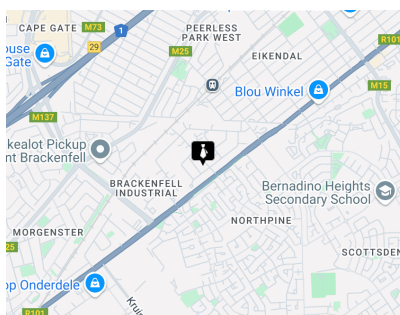 CAPE GATE
M73
1
PEERLESS
PARK WEST
R101
29
M25
ouse
Gate
EIKENDAL
M15
Blou Winkel
M137
kealot Pickup
nt Brackenfell
BRACKENFELL
INDUSTRIAL
Bernadino Heights
Secondary School
NORTHPINE
MORGENSTER
25
SCOTTSDEN
op Onderdele
Kruis
R101